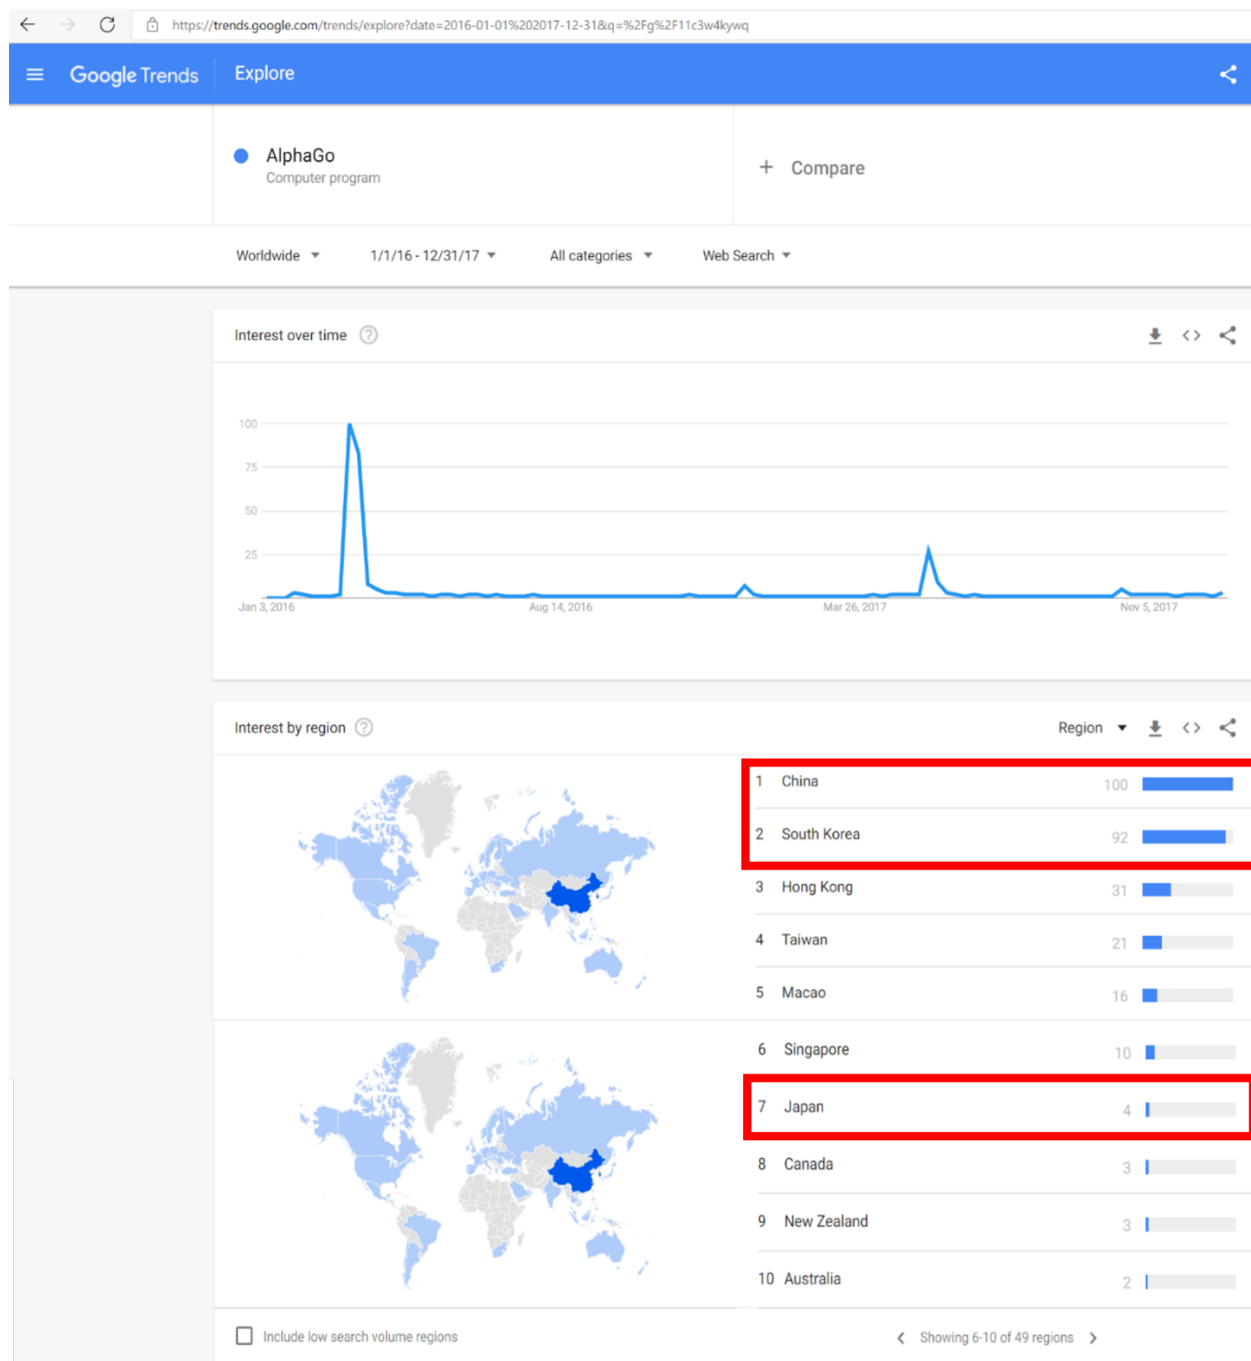 https://trends.google.com/trends/explore?date=2016-01-01%202017-12-31&q=%2Fg%2F11c3w4kywq
Google Trends Explore
AlphaGo
Computer program
+ Compare
Worldwide 1/1/16 - 12/31/17 All categories Web Search
Interest over time
100
75
50
25
Jan 3, 2016 Aug 14, 2016 Mar 26, 2017 Nov 5, 2017
Interest by region Region
1 China 100
2 South Korea 92
3 Hong Kong 31
4 Taiwan 21
5 Macao 16
6 Singapore 10
7 Japan 4
8 Canada 3
9 New Zealand 3
10 Australia 2
Include low search volume regions Showing 6-10 of 49 regions